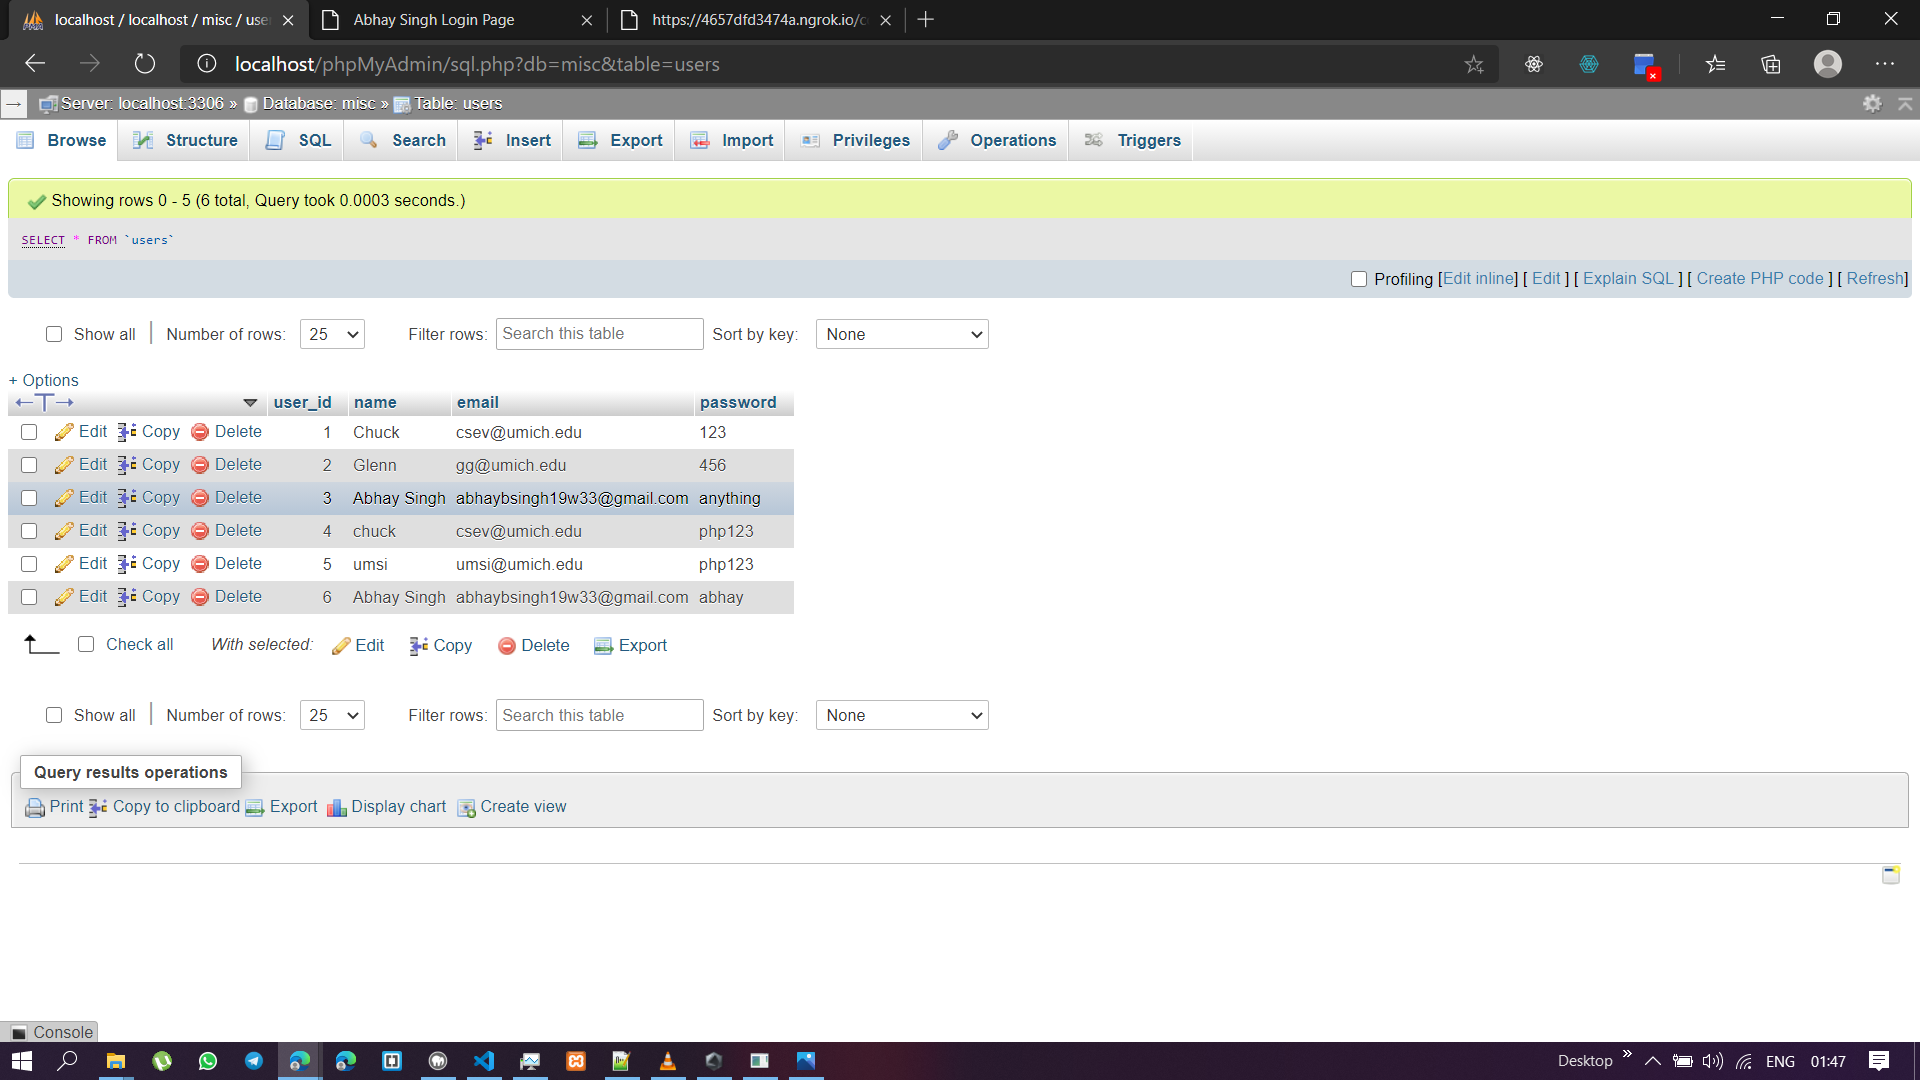 localhost / localhost / misc / use
Abhay Singh Login Page
https://4657dfd3474a.ngrok.io/c
localhost/phpMyAdmin/sql.php?db=misc&table=users
Server: localhost:3306 » Database: misc » Table: users
Browse Structure SQL Search Insert Export Import Privileges Operations Triggers
Showing rows 0 - 5 (6 total, Query took 0.0003 seconds.)
SELECT * FROM `users`
Profiling [Edit inline] [ Edit ] [ Explain SQL ] [ Create PHP code ] [ Refresh]
Show all Number of rows: 25 Filter rows: Search this table Sort by key: None
+ Options
←T→ user_id name email password
Edit Copy Delete 1 Chuck csev@umich.edu 123
Edit Copy Delete 2 Glenn gg@umich.edu 456
Edit Copy Delete 3 Abhay Singh abhaybsingh19w33@gmail.com anything
Edit Copy Delete 4 chuck csev@umich.edu php123
Edit Copy Delete 5 umsi umsi@umich.edu php123
Edit Copy Delete 6 Abhay Singh abhaybsingh19w33@gmail.com abhay
Check all With selected: Edit Copy Delete Export
Show all Number of rows: 25 Filter rows: Search this table Sort by key: None
Query results operations
Print Copy to clipboard Export Display chart Create view
Console
Desktop » ENG 01:47